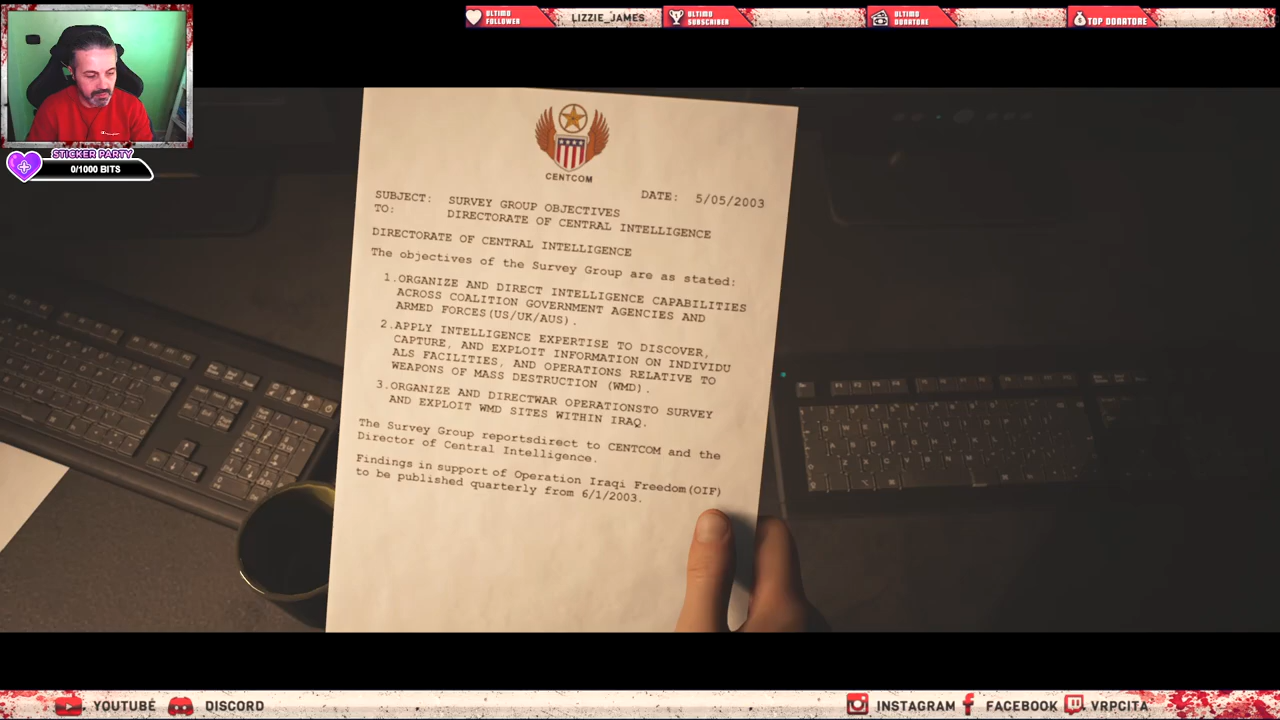 ULTIMO FOLLOWER
LIZZIE_JAMES
ULTIMO SUBSCRIBER
ULTIMO DONATORE
TOP DONATORE
STICKER PARTY
0/1000 BITS
CENTCOM
DATE: 5/05/2003
SUBJECT: SURVEY GROUP OBJECTIVES
TO: DIRECTORATE OF CENTRAL INTELLIGENCE
DIRECTORATE OF CENTRAL INTELLIGENCE
The objectives of the Survey Group are as stated:
1.ORGANIZE AND DIRECT INTELLIGENCE CAPABILITIES
ACROSS COALITION GOVERNMENT AGENCIES AND
ARMED FORCES(US/UK/AUS).
2.APPLY INTELLIGENCE EXPERTISE TO DISCOVER,
CAPTURE, AND EXPLOIT INFORMATION ON INDIVIDU
ALS FACILITIES, AND OPERATIONS RELATIVE TO
WEAPONS OF MASS DESTRUCTION (WMD).
3.ORGANIZE AND DIRECTWAR OPERATIONSTO SURVEY
AND EXPLOIT WMD SITES WITHIN IRAQ.
The Survey Group reportsdirect to CENTCOM and the
Director of Central Intelligence.
Findings in support of Operation Iraqi Freedom(OIF)
to be published quarterly from 6/1/2003.
YOUTUBE
DISCORD
INSTAGRAM
FACEBOOK
VRPCITA